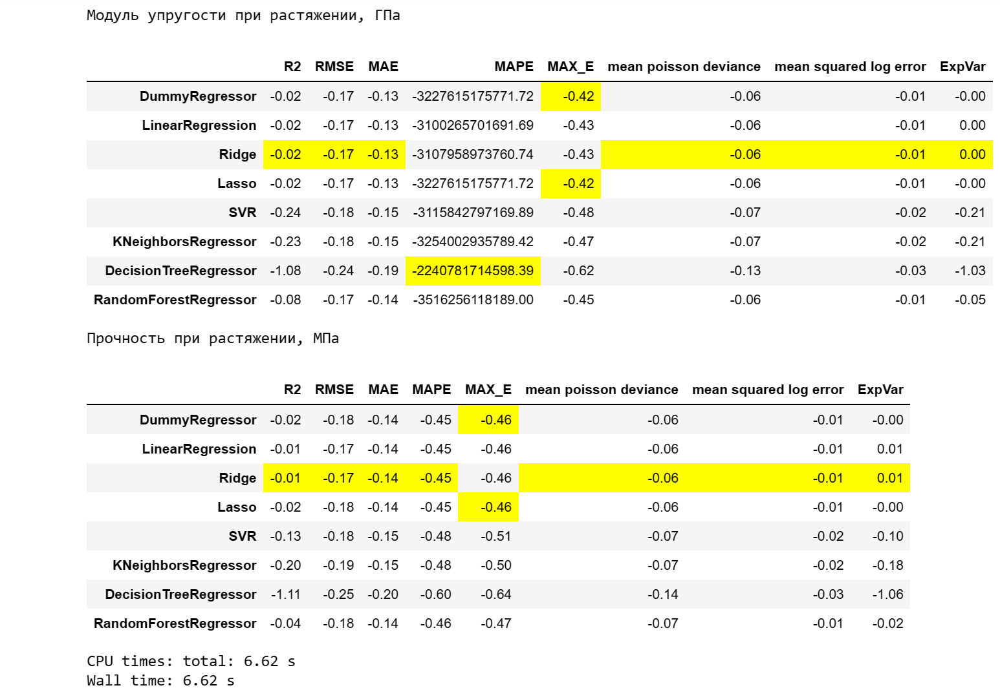 Модуль упругости при растяжении, ГПа
R2 RMSE MAE MAPE MAX_E mean poisson deviance mean squared log error ExpVar
DummyRegressor -0.02 -0.17 -0.13 -3227615175771.72 -0.42 -0.06 -0.01 -0.00
LinearRegression -0.02 -0.17 -0.13 -3100265701691.69 -0.43 -0.06 -0.01 0.00
Ridge -0.02 -0.17 -0.13 -3107958973760.74 -0.43 -0.06 -0.01 0.00
Lasso -0.02 -0.17 -0.13 -3227615175771.72 -0.42 -0.06 -0.01 -0.00
SVR -0.24 -0.18 -0.15 -3115842797169.89 -0.48 -0.07 -0.02 -0.21
KNeighborsRegressor -0.23 -0.18 -0.15 -3254002935789.42 -0.47 -0.07 -0.02 -0.21
DecisionTreeRegressor -1.08 -0.24 -0.19 -2240781714598.39 -0.62 -0.13 -0.03 -1.03
RandomForestRegressor -0.08 -0.17 -0.14 -3516256118189.00 -0.45 -0.06 -0.01 -0.05
Прочность при растяжении, МПа
R2 RMSE MAE MAPE MAX_E mean poisson deviance mean squared log error ExpVar
DummyRegressor -0.02 -0.18 -0.14 -0.45 -0.46 -0.06 -0.01 -0.00
LinearRegression -0.01 -0.17 -0.14 -0.45 -0.46 -0.06 -0.01 0.01
Ridge -0.01 -0.17 -0.14 -0.45 -0.46 -0.06 -0.01 0.01
Lasso -0.02 -0.18 -0.14 -0.45 -0.46 -0.06 -0.01 -0.00
SVR -0.13 -0.18 -0.15 -0.48 -0.51 -0.07 -0.02 -0.10
KNeighborsRegressor -0.20 -0.19 -0.15 -0.48 -0.50 -0.07 -0.02 -0.18
DecisionTreeRegressor -1.11 -0.25 -0.20 -0.60 -0.64 -0.14 -0.03 -1.06
RandomForestRegressor -0.04 -0.18 -0.14 -0.46 -0.47 -0.07 -0.01 -0.02
CPU times: total: 6.62 s
Wall time: 6.62 s